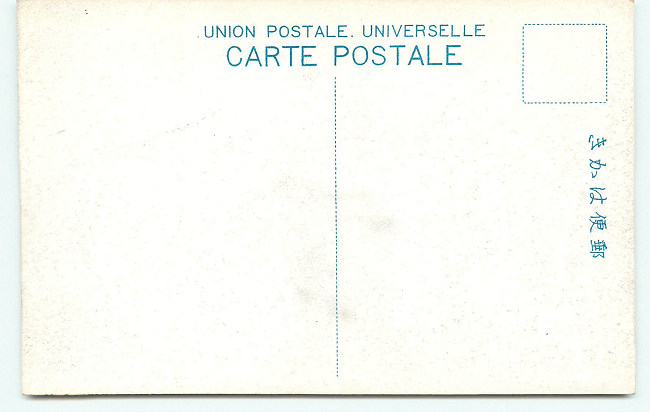 UNION POSTALE. UNIVERSELLE
CARTE POSTALE
郵便はかき